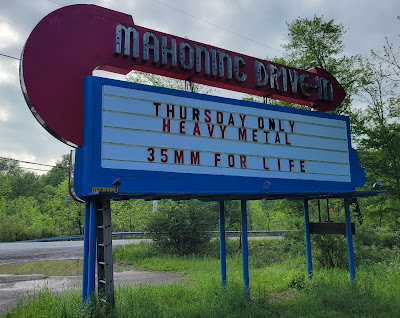 MAHONING DRIVE-IN
THURSDAY ONLY
HEAVY METAL
35MM FOR LIFE